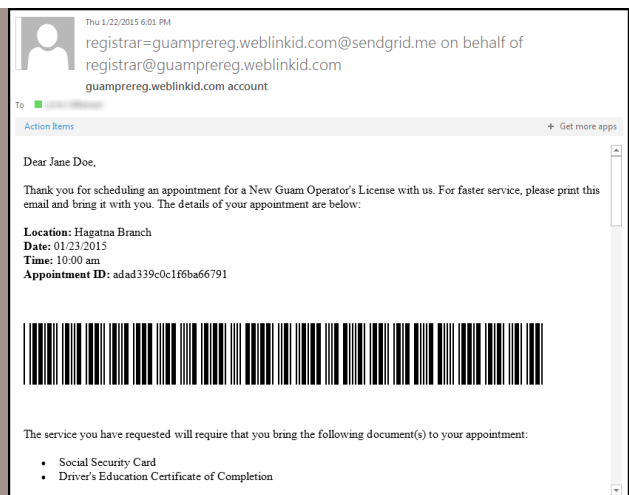 Thu 1/22/2015 6:01 PM
registrar=guamprereg.weblinkid.com@sendgrid.me on behalf of
registrar@guamprereg.weblinkid.com
guamprereg.weblinkid.com account
To
Action Items + Get more apps
Dear Jane Doe,
Thank you for scheduling an appointment for a New Guam Operator's License with us. For faster service, please print this
email and bring it with you. The details of your appointment are below:
Location: Hagatna Branch
Date: 01/23/2015
Time: 10:00 am
Appointment ID: adad339c0c1f6ba66791
The service you have requested will require that you bring the following document(s) to your appointment:
• Social Security Card
• Driver's Education Certificate of Completion